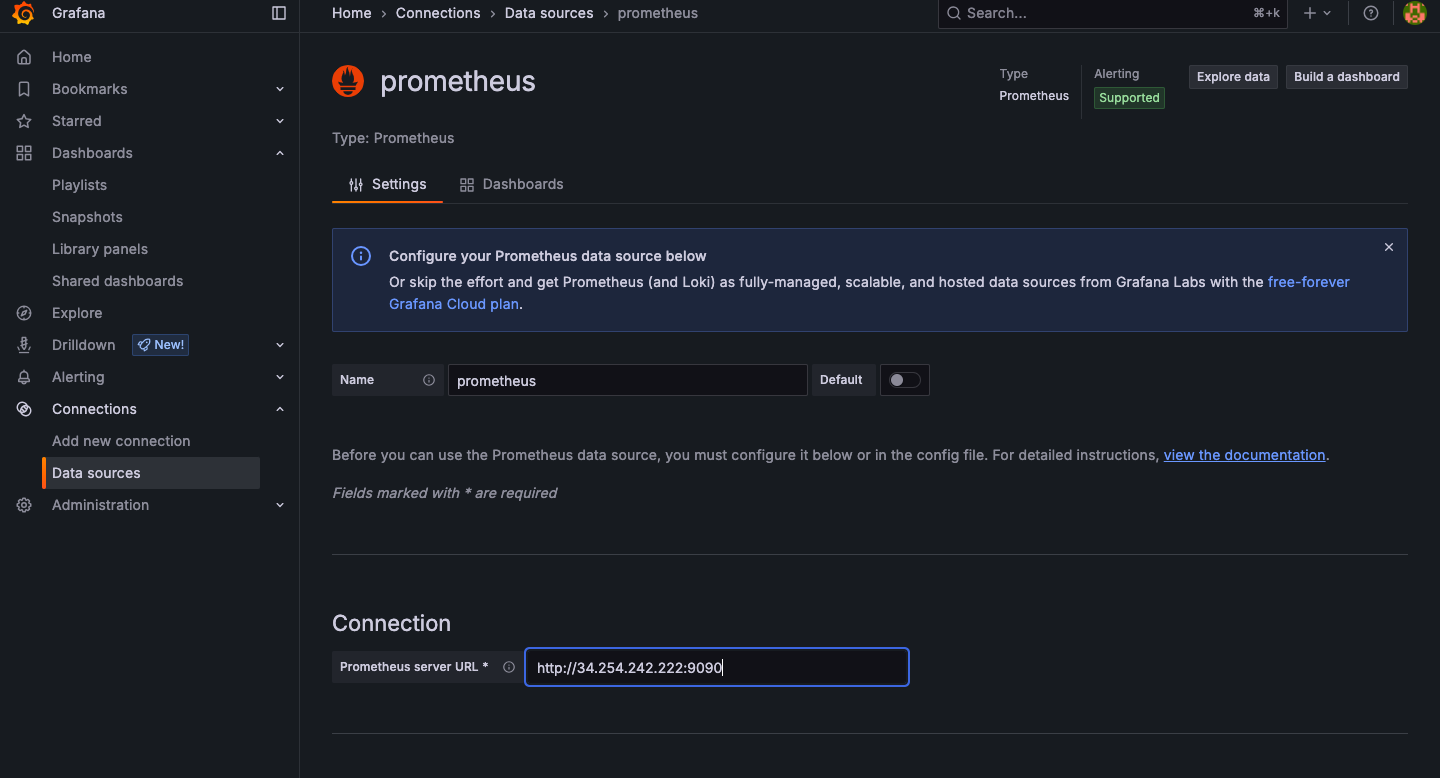 Grafana
Home › Connections › Data sources › prometheus
Search...
⌘+k
Home
Bookmarks
Starred
Dashboards
Playlists
Snapshots
Library panels
Shared dashboards
Explore
Drilldown
New!
Alerting
Connections
Add new connection
Data sources
Administration
prometheus
Type
Prometheus
Alerting
Supported
Explore data
Build a dashboard
Type: Prometheus
Settings
Dashboards
Configure your Prometheus data source below
Or skip the effort and get Prometheus (and Loki) as fully-managed, scalable, and hosted data sources from Grafana Labs with the free-forever
Grafana Cloud plan.
Name
prometheus
Default
Before you can use the Prometheus data source, you must configure it below or in the config file. For detailed instructions, view the documentation.
Fields marked with * are required
Connection
Prometheus server URL *
http://34.254.242.222:9090